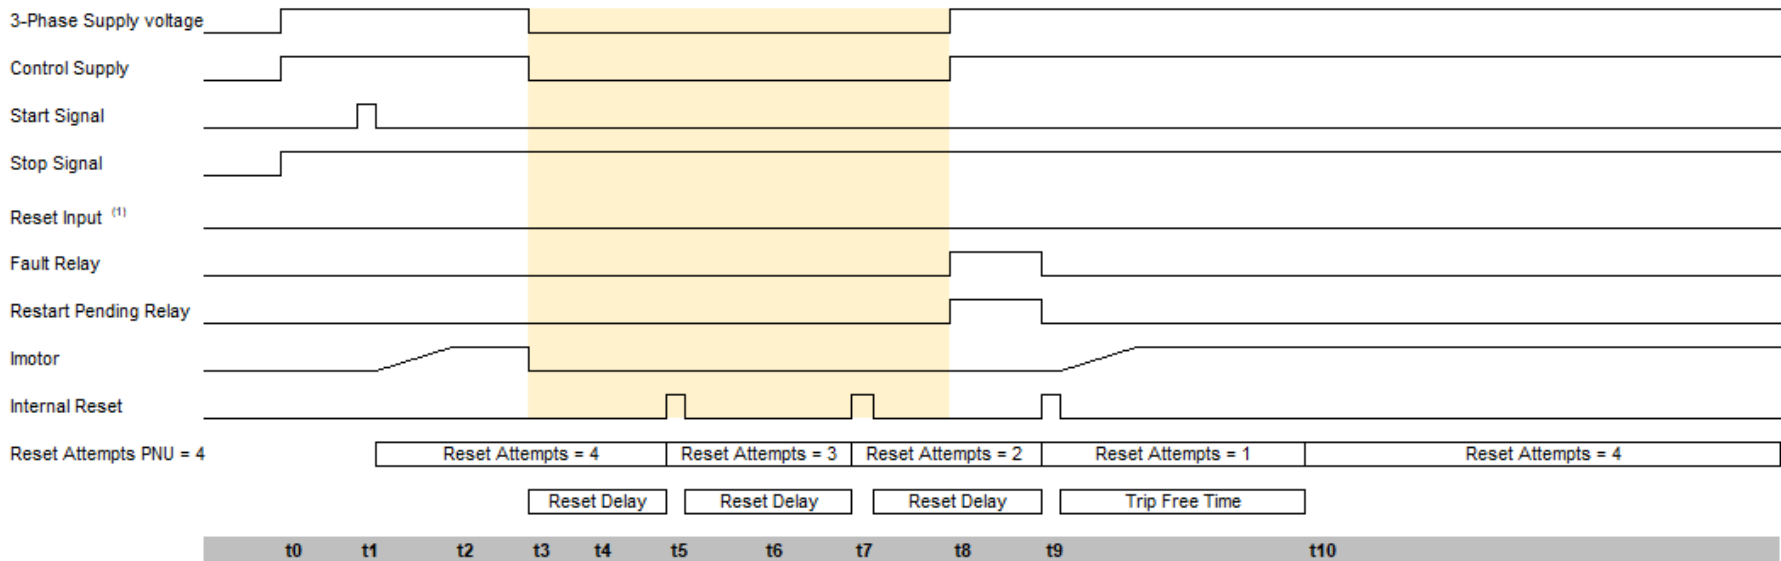 3-Phase Supply voltage
Control Supply
Start Signal
Stop Signal
Reset Input (1)
Fault Relay
Restart Pending Relay
Imotor
Internal Reset
Reset Attempts PNU = 4 Reset Attempts = 4 Reset Attempts = 3 Reset Attempts = 2 Reset Attempts = 1 Reset Attempts = 4
Reset Delay Reset Delay Reset Delay Trip Free Time
t0 t1 t2 t3 t4 t5 t6 t7 t8 t9 t10